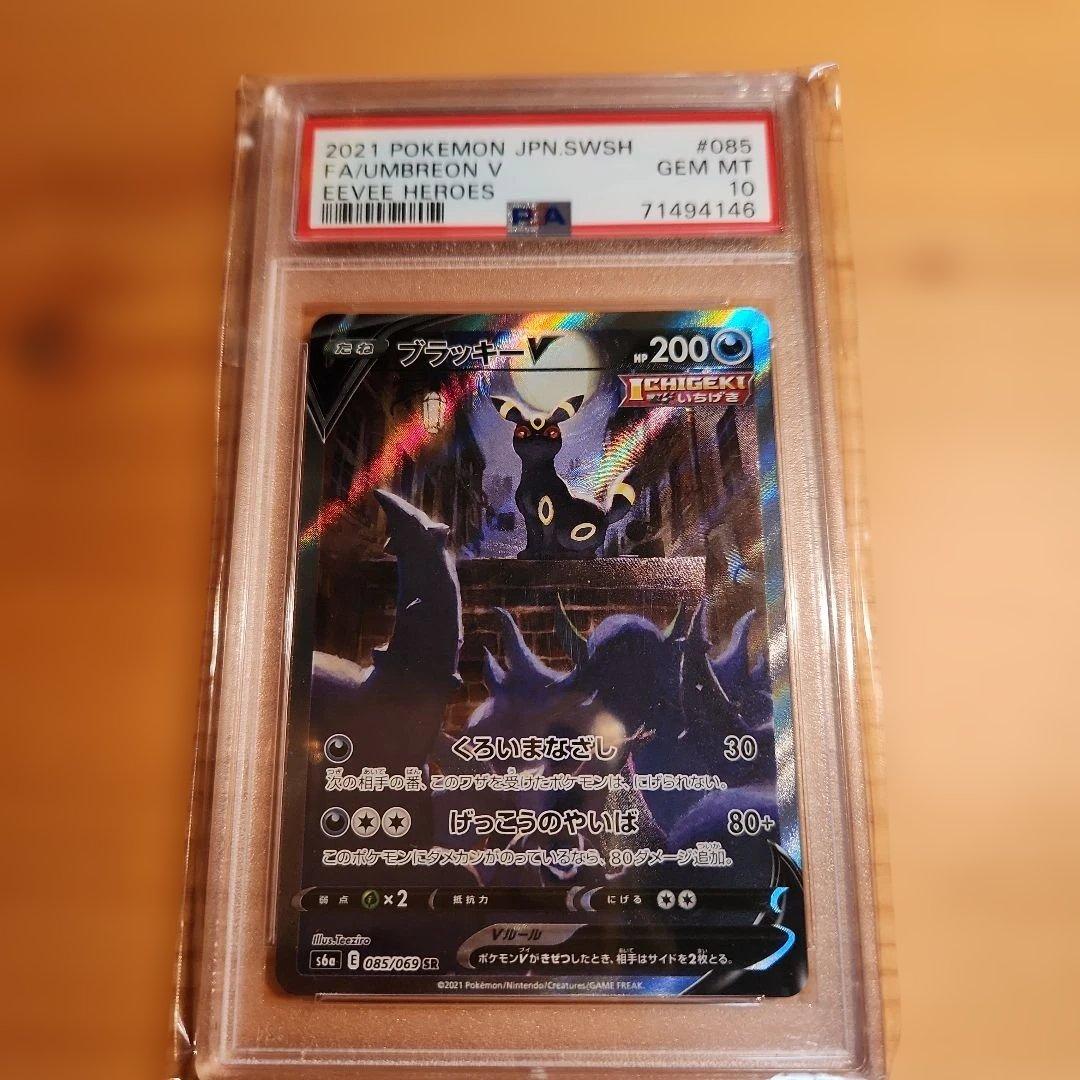 2021 POKEMON JPN.SWSH #085
FA/UMBREON V GEM MT
EEVEE HEROES 10
PSA 71494146
たね ブラッキーV HP 200
ICHIGEKI
いちげき
くろいまなざし 30
次の相手の番、このワザを受けたポケモンは、にげられない。
げっこうのやいば 80+
このポケモンにダメカンがのっているなら、80ダメージ追加。
弱点 ×2 抵抗力 にげる
Illus.Teeziro
Vルール
s6a E 085/069 SR
ポケモンVがきぜつしたとき、相手はサイドを2枚とる。
©2021 Pokémon/Nintendo/Creatures/GAME FREAK.